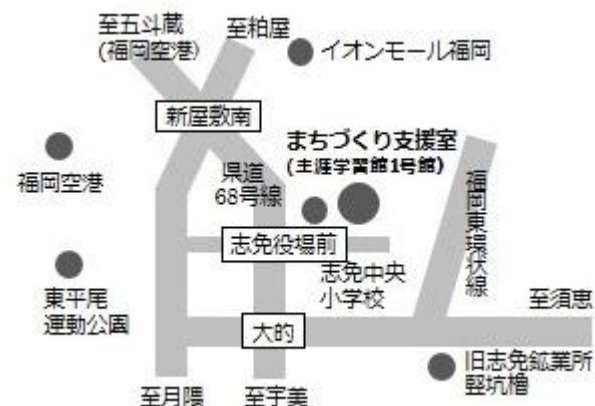 至五斗蔵
(福岡空港)
至粕屋
イオンモール福岡
新屋敷南
まちづくり支援室
(主涯学習館1号館)
福岡空港
県道
68号線
福岡東環状線
志免役場前
志免中央
小学校
東平尾
運動公園
至須恵
大的
旧志免鉱業所
竪坑櫓
至月隈
至宇美